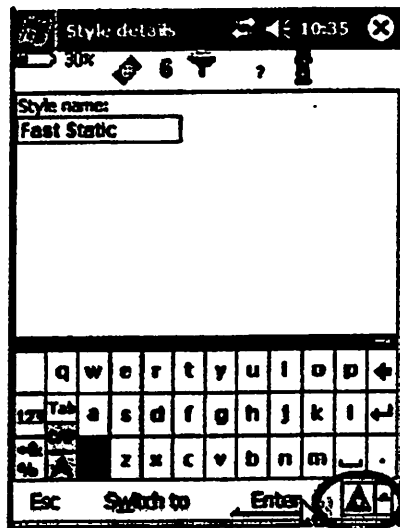 Style details 10:35
30% 6 ?
Style name:
Fast Static
q w e r t y u i o p
123 Tab a s d f g h j k l
z x c v b n m .
Esc Switch to Enter